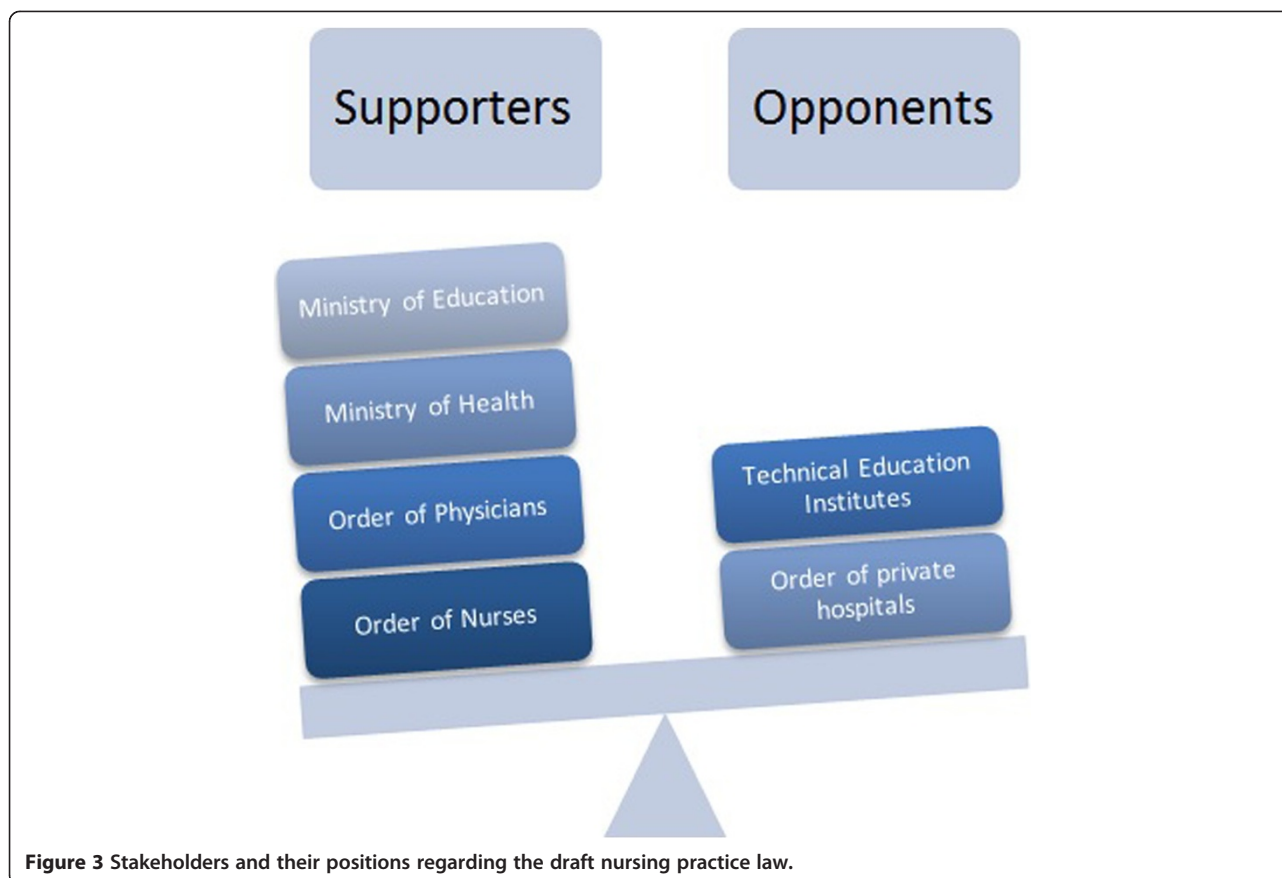 Supporters
Opponents
Ministry of Education
Ministry of Health
Order of Physicians
Order of Nurses
Technical Education
Institutes
Order of private
hospitals
Figure 3 Stakeholders and their positions regarding the draft nursing practice law.